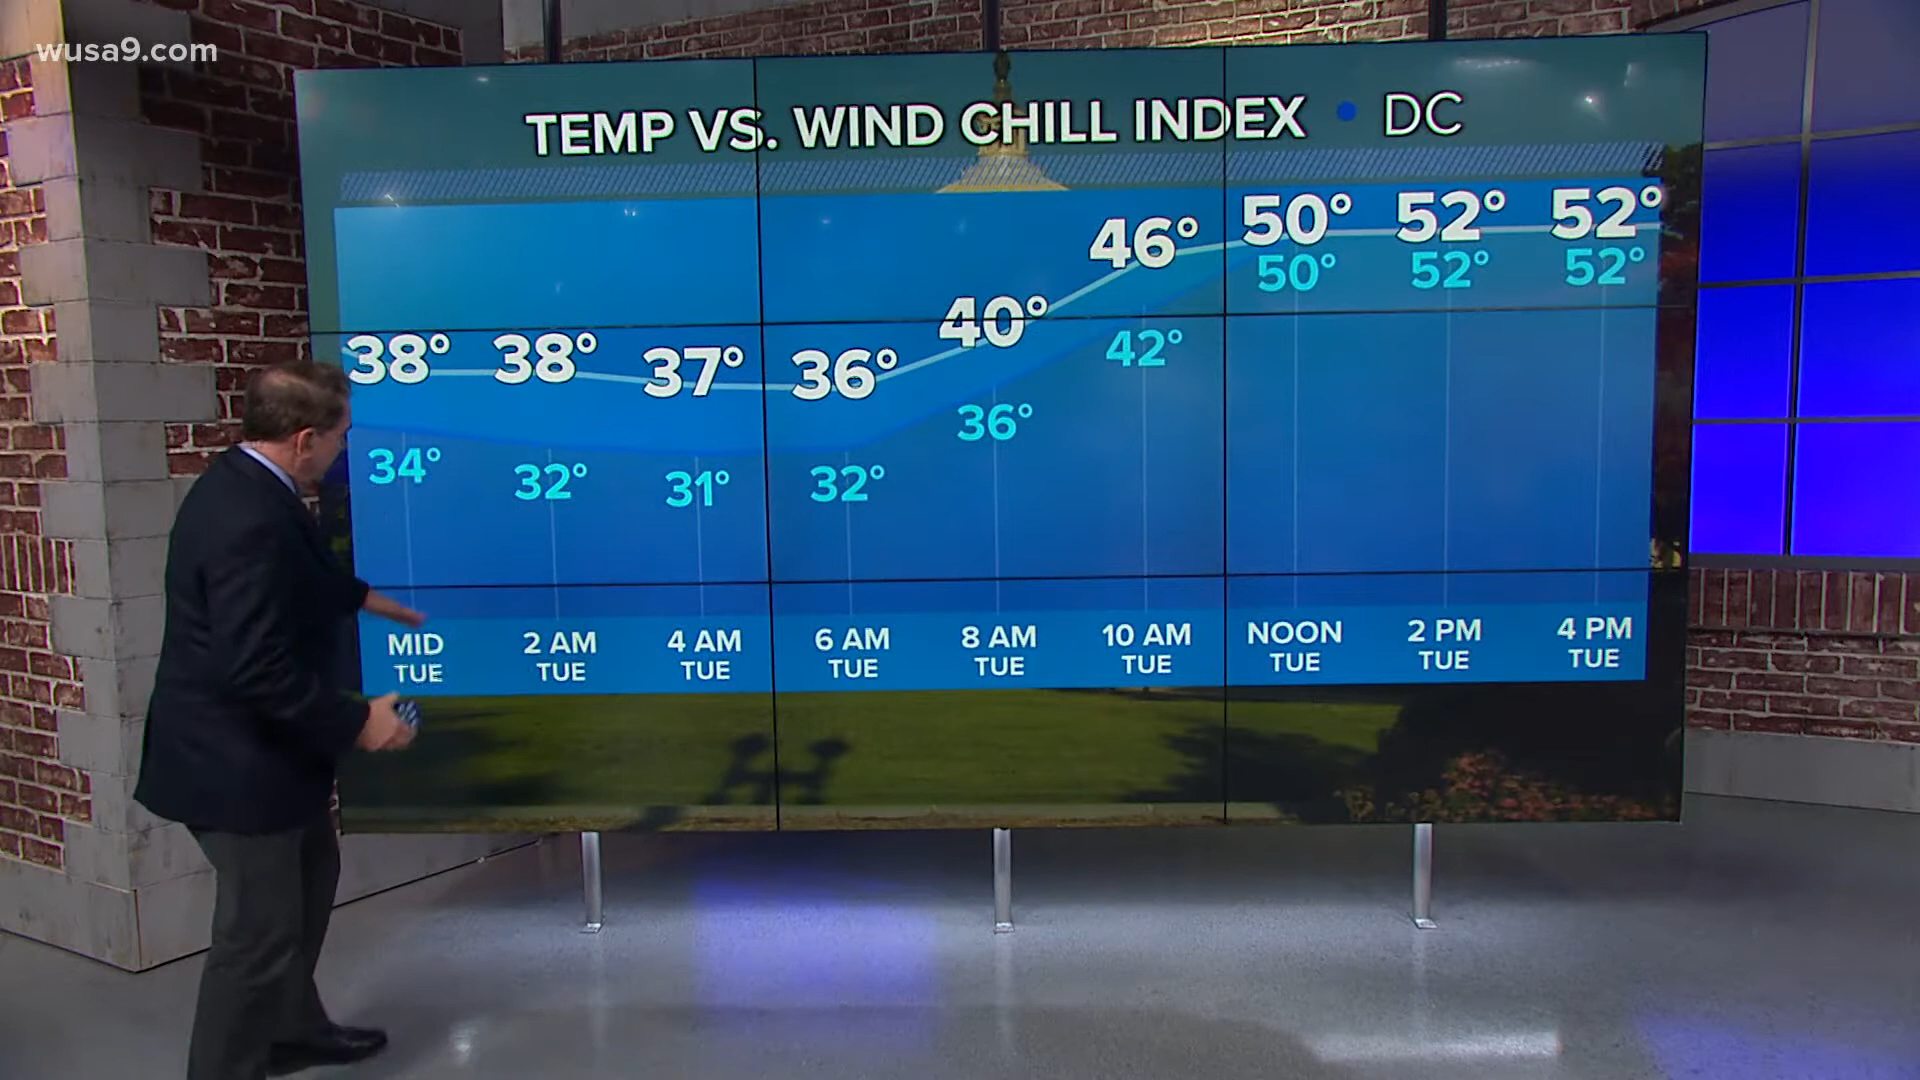 wusa9.com
TEMP VS. WIND CHILL INDEX • DC
38° 38° 37° 36° 40° 46° 50° 52° 52°
34° 32° 31° 32° 36° 42° 50° 52° 52°
MID 2 AM 4 AM 6 AM 8 AM 10 AM NOON 2 PM 4 PM
TUE TUE TUE TUE TUE TUE TUE TUE TUE